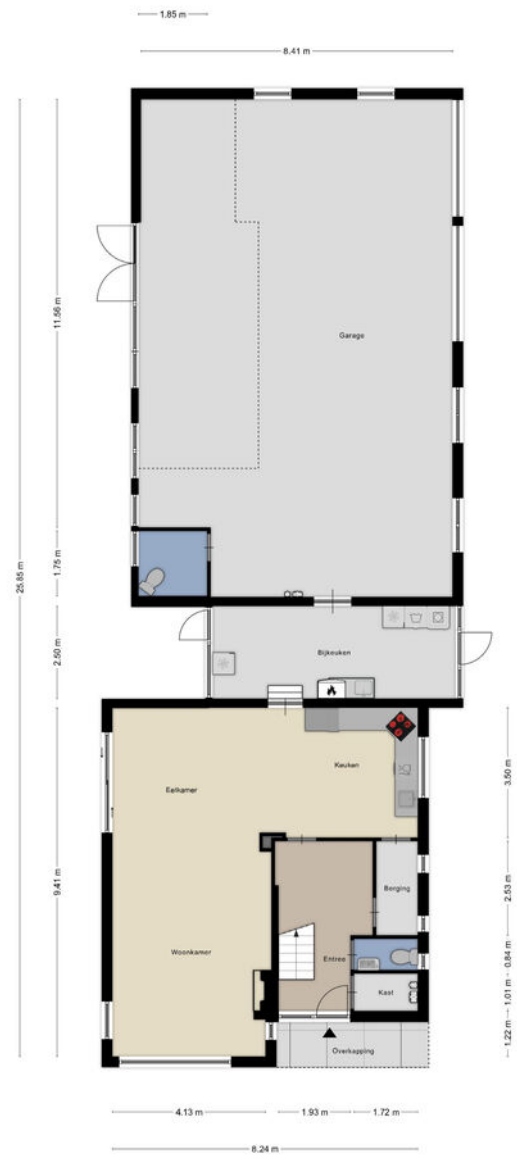 1.85 m
8.41 m
11.56 m
Garage
25.85 m
1.75 m
2.50 m
Bijkeuken
Keuken
3.50 m
Eetkamer
9.41 m
Berging
2.53 m
Woonkamer
Entree
0.84 m
Kast
1.01 m
1.22 m
Overkapping
4.13 m
1.93 m
1.72 m
8.24 m